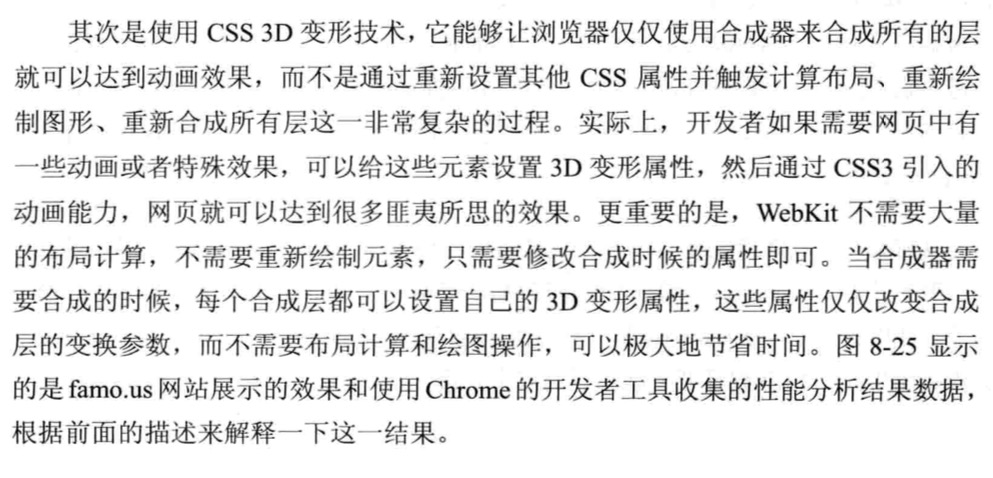 其次是使用 CSS 3D 变形技术，它能够让浏览器仅仅使用合成器来合成所有的层
就可以达到动画效果，而不是通过重新设置其他 CSS 属性并触发计算布局、重新绘
制图形、重新合成所有层这一非常复杂的过程。实际上，开发者如果需要网页中有
一些动画或者特殊效果，可以给这些元素设置 3D 变形属性，然后通过 CSS3 引入的
动画能力，网页就可以达到很多匪夷所思的效果。更重要的是，WebKit 不需要大量
的布局计算，不需要重新绘制元素，只需要修改合成时候的属性即可。当合成器需
要合成的时候，每个合成层都可以设置自己的 3D 变形属性，这些属性仅仅改变合成
层的变换参数，而不需要布局计算和绘图操作，可以极大地节省时间。图 8-25 显示
的是 famo.us 网站展示的效果和使用 Chrome 的开发者工具收集的性能分析结果数据，
根据前面的描述来解释一下这一结果。